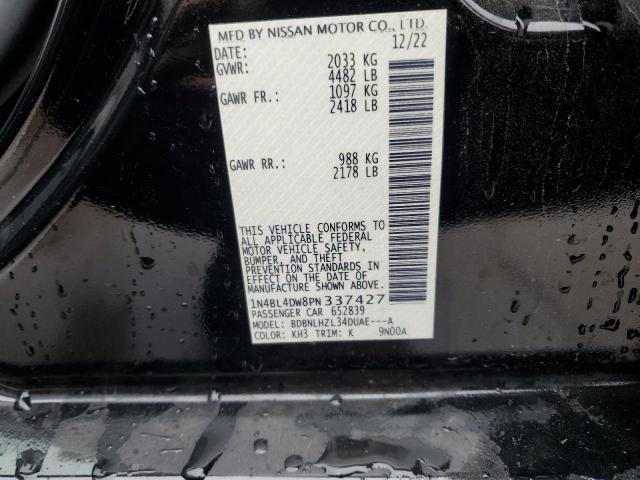 MFD BY NISSAN MOTOR CO., LTD.
DATE: 12/22
GVWR: 2033 KG
4482 LB
GAWR FR.: 1097 KG
2418 LB
GAWR RR.: 988 KG
2178 LB
THIS VEHICLE CONFORMS TO
ALL APPLICABLE FEDERAL
MOTOR VEHICLE SAFETY,
BUMPER, AND THEFT
PREVENTION STANDARDS IN
EFFECT ON THE DATE OF
MANUFACTURE ABOVE.
1N4BL4DW8PN337427
PASSENGER CAR 652839
MODEL: BDBNLHZL34DUAE---A
COLOR: KH3 TRIM: K 9N00A